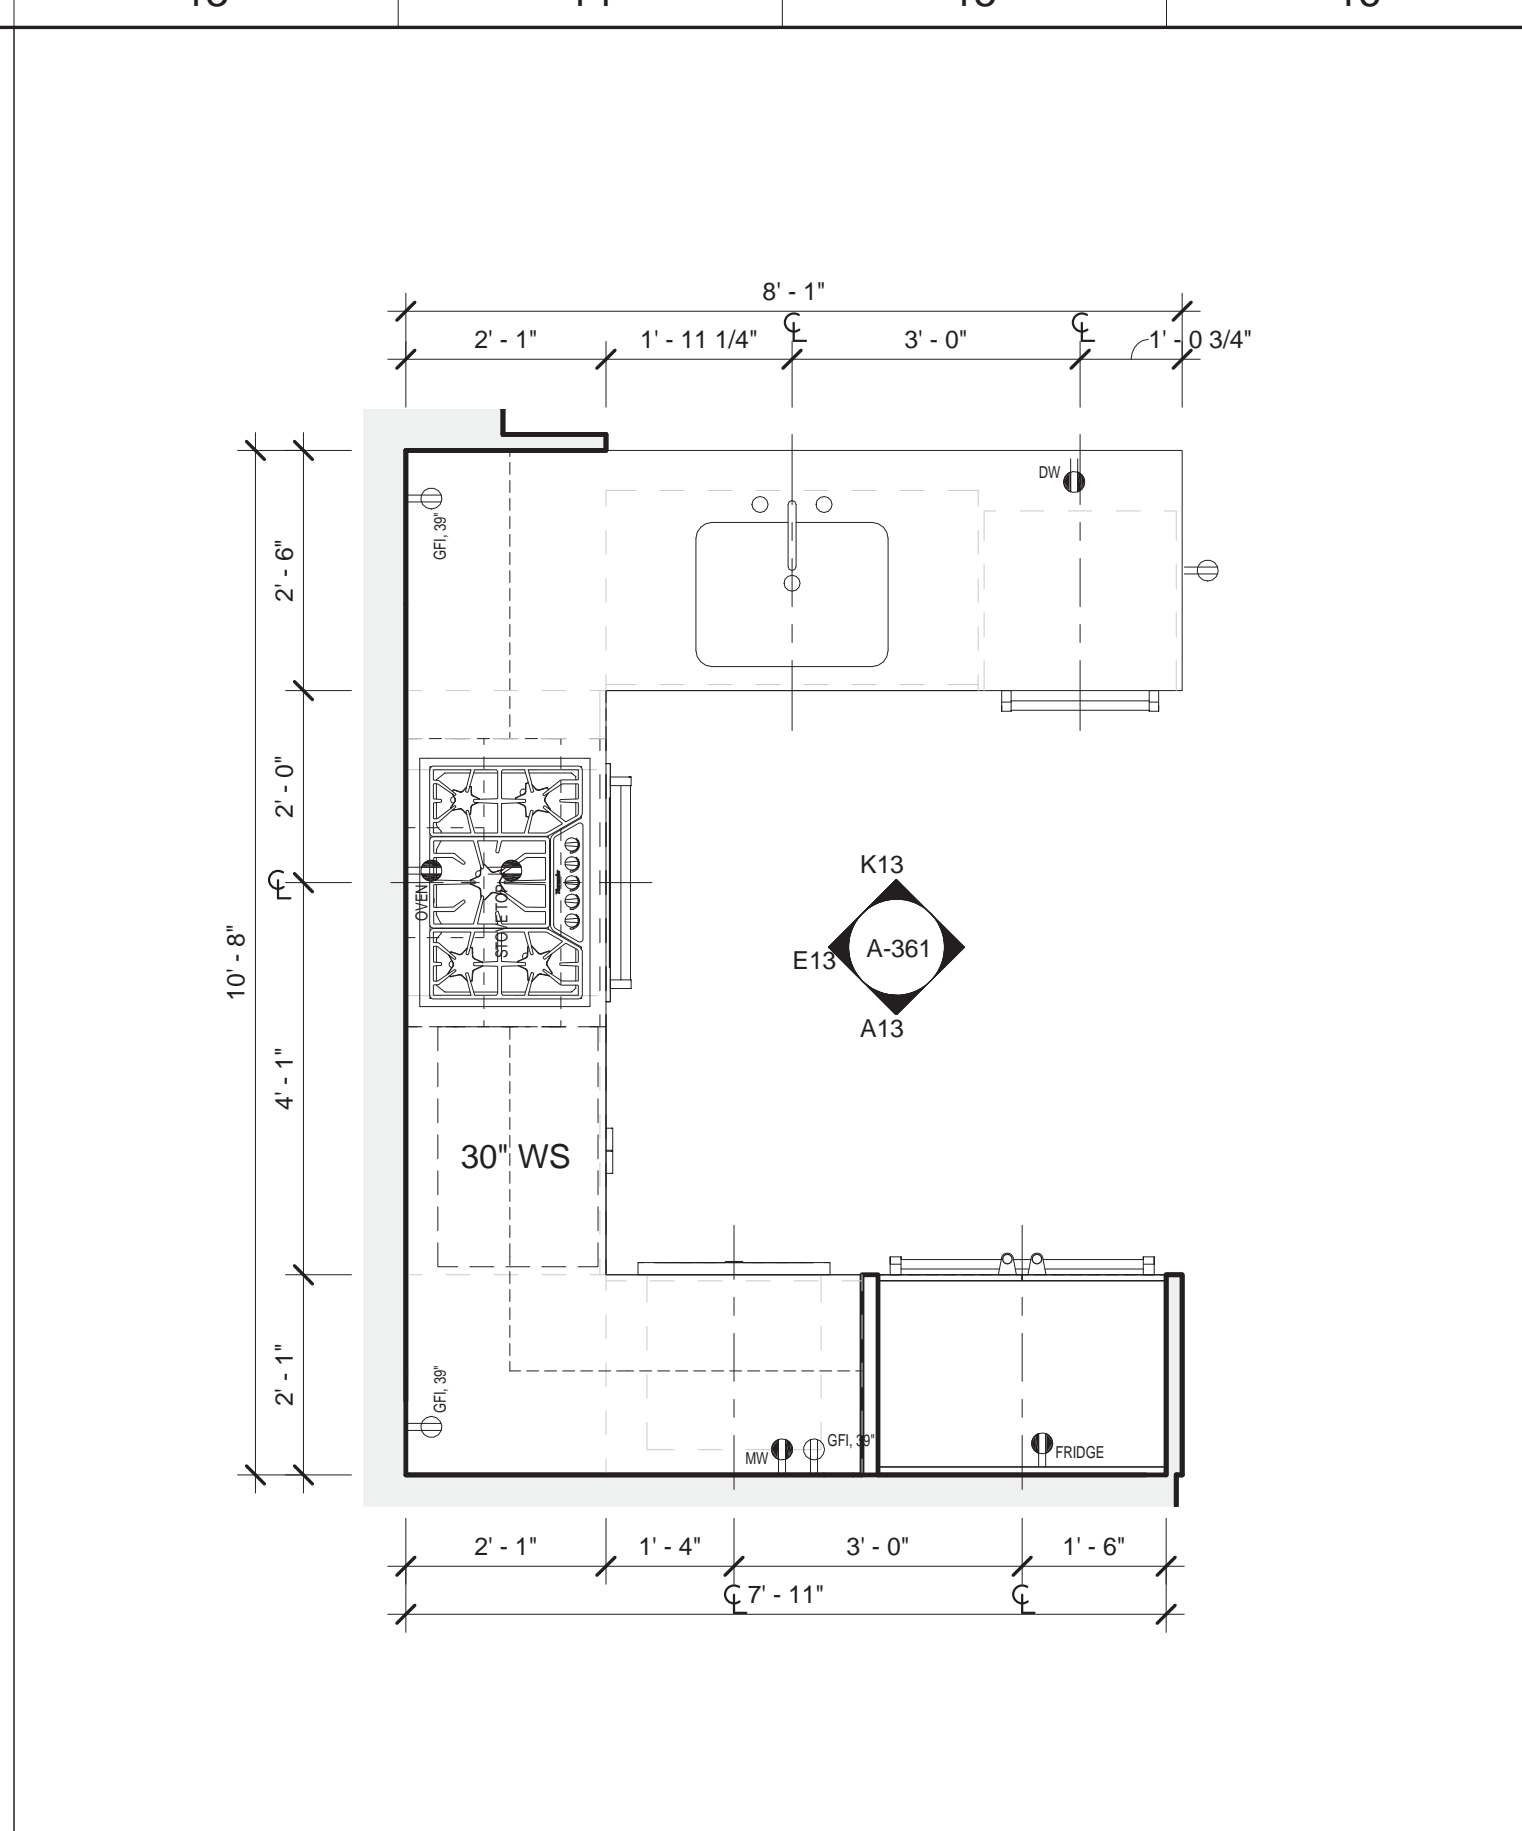 8' - 1"
2' - 1"
1' - 11 1/4"
3' - 0"
1' - 0 3/4"
DW
GFI, 39"
2' - 6"
2' - 0"
OVEN
STOVETOP
K13
E13
A-361
A13
10' - 8"
4' - 1"
30" WS
2' - 1"
GFI, 39"
MW
GFI, 39"
FRIDGE
2' - 1"
1' - 4"
3' - 0"
1' - 6"
7' - 11"